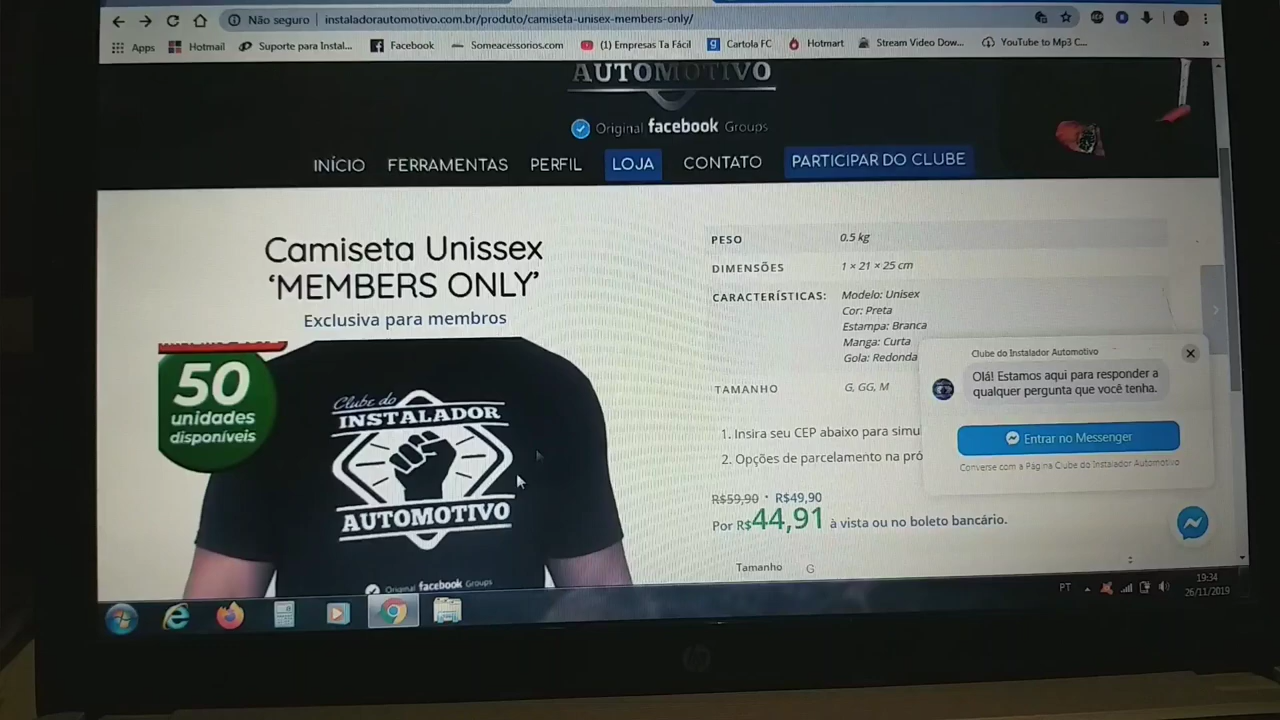 Não seguro | instaladorautomotivo.com.br/produto/camiseta-unisex-members-only/
Apps Hotmail Suporte para Instal... Facebook Someacessorios.com (1) Empresas Ta Fácil Cartola FC Hotmart Stream Video Dow... YouTube to Mp3 C... »
AUTOMOTIVO
Original facebook Groups
INÍCIO FERRAMENTAS PERFIL LOJA CONTATO PARTICIPAR DO CLUBE
Camiseta Unissex
‘MEMBERS ONLY’
Exclusiva para membros
50
unidades
disponíveis
Clube do
INSTALADOR
AUTOMOTIVO
Original facebook Groups
PESO 0.5 kg
DIMENSÕES 1 × 21 × 25 cm
CARACTERÍSTICAS: Modelo: Unisex
Cor: Preta
Estampa: Branca
Manga: Curta
Gola: Redonda
TAMANHO G, GG, M
1. Insira seu CEP abaixo para simu
2. Opções de parcelamento na pró
R$59,90 · R$49,90
Por R$44,91 à vista ou no boleto bancário.
Tamanho G
Clube do Instalador Automotivo
Olá! Estamos aqui para responder a
qualquer pergunta que você tenha.
Entrar no Messenger
Converse com a Página Clube do Instalador Automotivo
PT 19:34
26/11/2019
hp